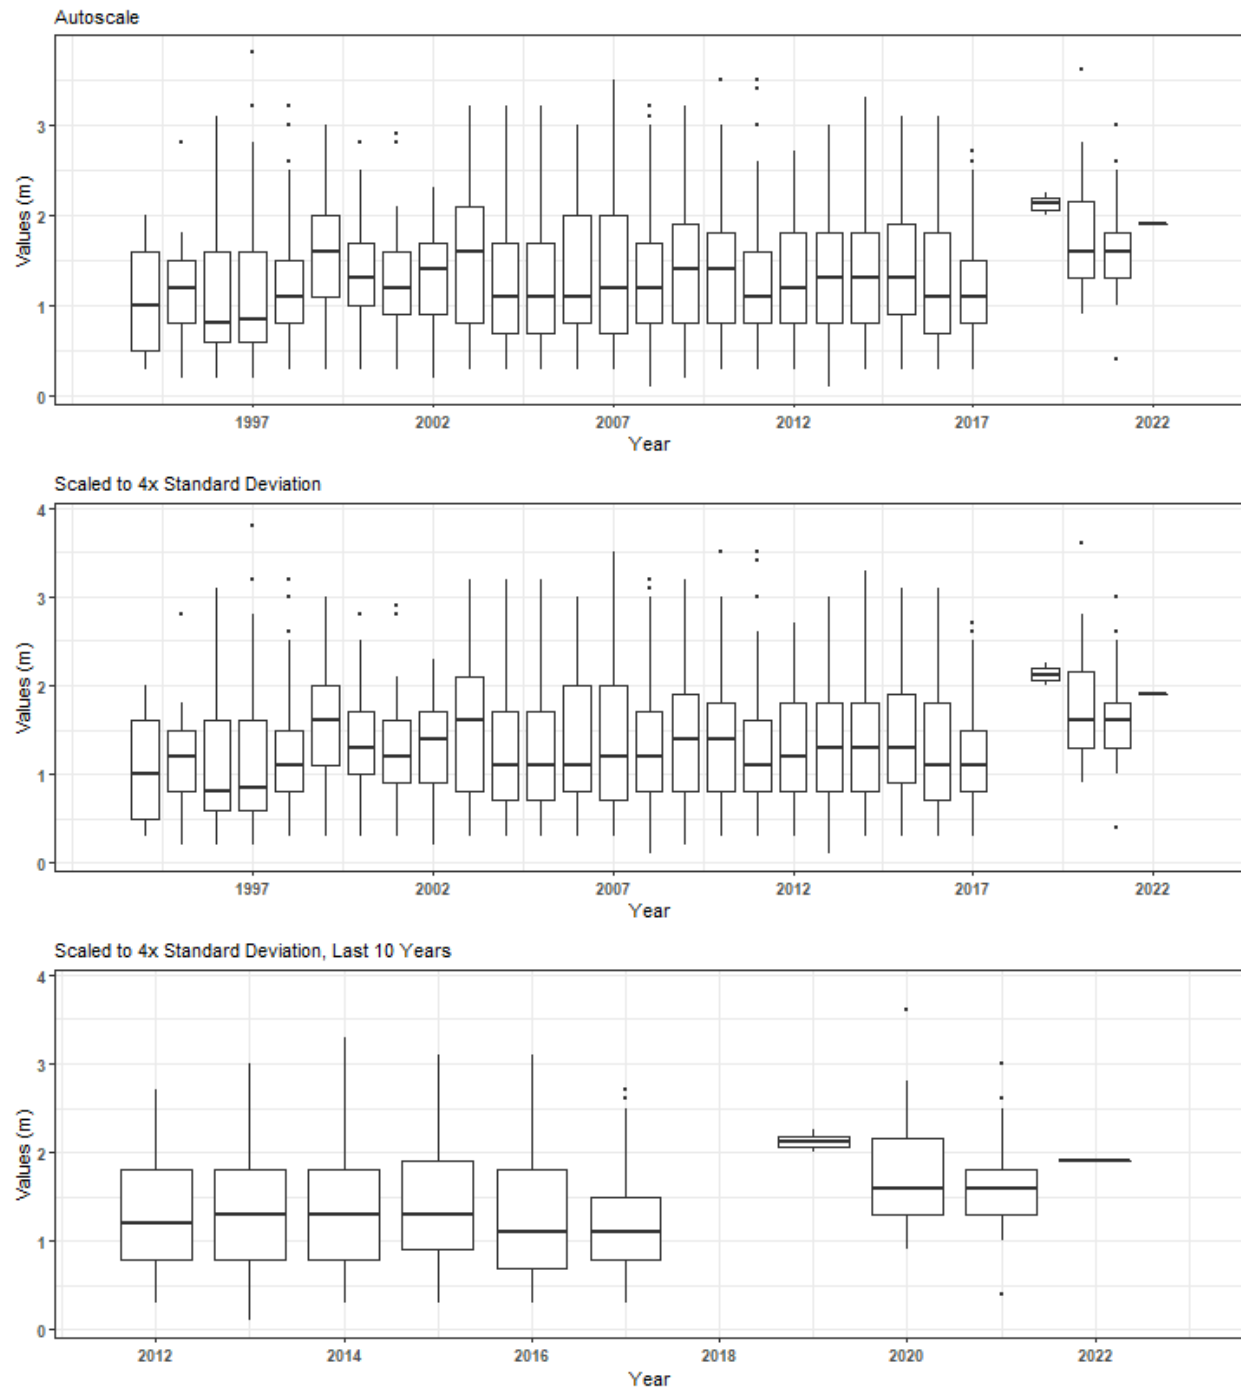 Autoscale
3
2
1
0
Values (m)
1997 2002 2007 2012 2017 2022
Year
Scaled to 4x Standard Deviation
4
3
2
1
0
Values (m)
1997 2002 2007 2012 2017 2022
Year
Scaled to 4x Standard Deviation, Last 10 Years
4
3
2
1
0
Values (m)
2012 2014 2016 2018 2020 2022
Year